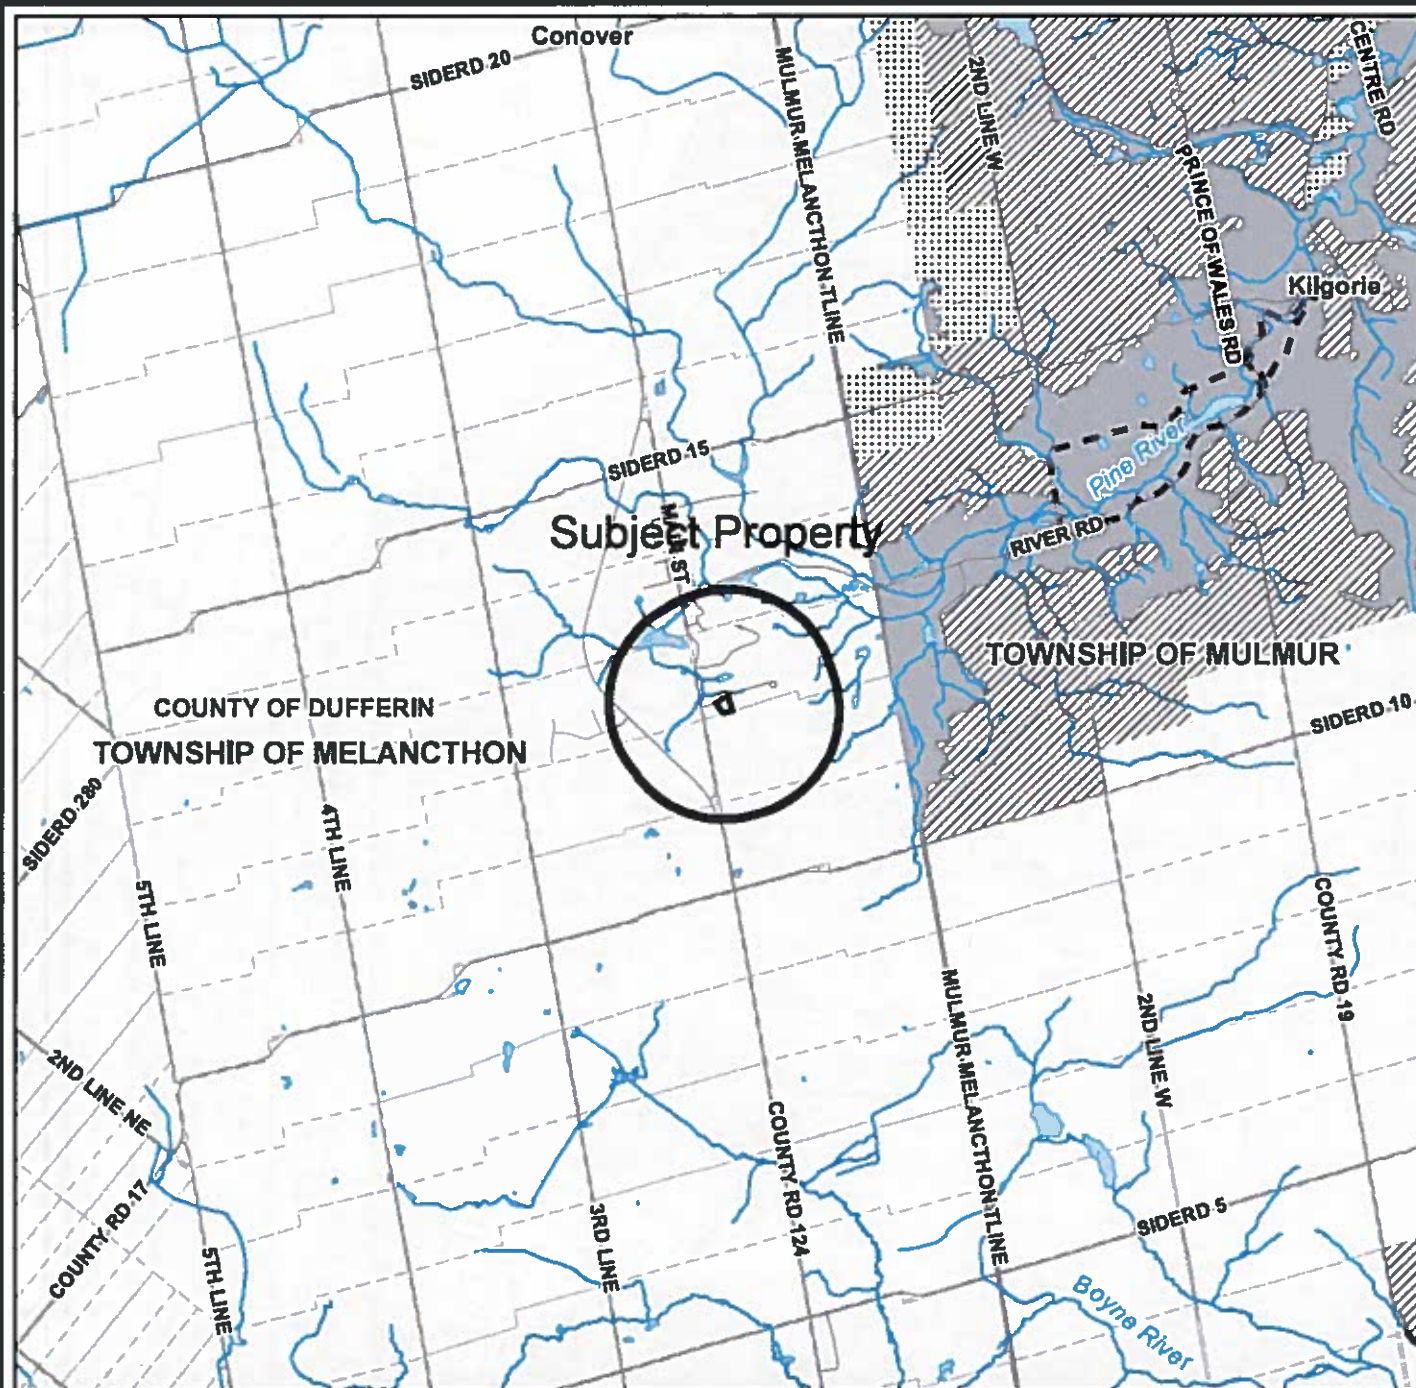 Conover
SIDERD 20
MULMUR MELANCTHON TLINE
2ND LINE W
CENTRE RD
PRINCE OF WALES RD
Kilgorie
SIDERD 15
Pine River
Subject Property
MAIN ST
RIVER RD
TOWNSHIP OF MULMUR
COUNTY OF DUFFERIN
TOWNSHIP OF MELANCTHON
SIDERD 10
SIDERD 280
4TH LINE
5TH LINE
COUNTY RD 19
MULMUR MELANCTHON TLINE
2ND LINE W
2ND LINE NE
COUNTY RD 124
COUNTY RD 17
3RD LINE
SIDERD 5
5TH LINE
Boyne River